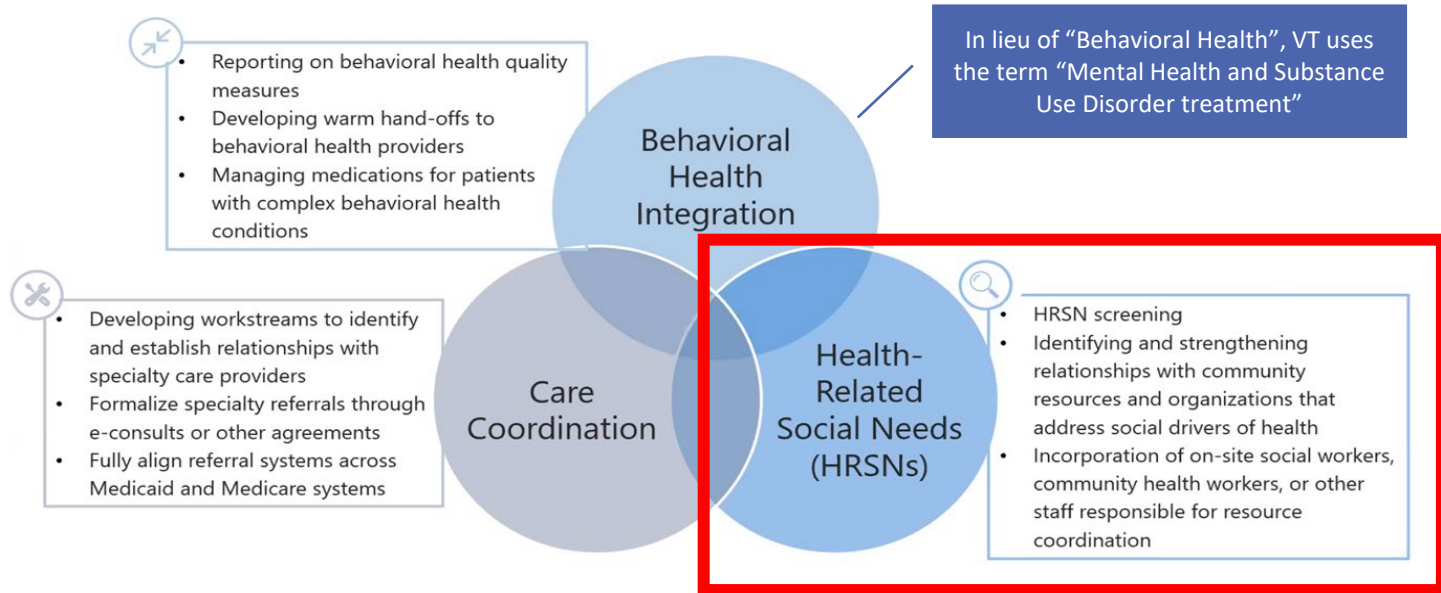 • Reporting on behavioral health quality
measures
• Developing warm hand-offs to
behavioral health providers
• Managing medications for patients
with complex behavioral health
conditions
Behavioral
Health
Integration
In lieu of “Behavioral Health”, VT uses
the term “Mental Health and Substance
Use Disorder treatment”
• Developing workstreams to identify
and establish relationships with
specialty care providers
• Formalize specialty referrals through
e-consults or other agreements
• Fully align referral systems across
Medicaid and Medicare systems
Care
Coordination
Health-
Related
Social Needs
(HRSNs)
• HRSN screening
• Identifying and strengthening
relationships with community
resources and organizations that
address social drivers of health
• Incorporation of on-site social workers,
community health workers, or other
staff responsible for resource
coordination